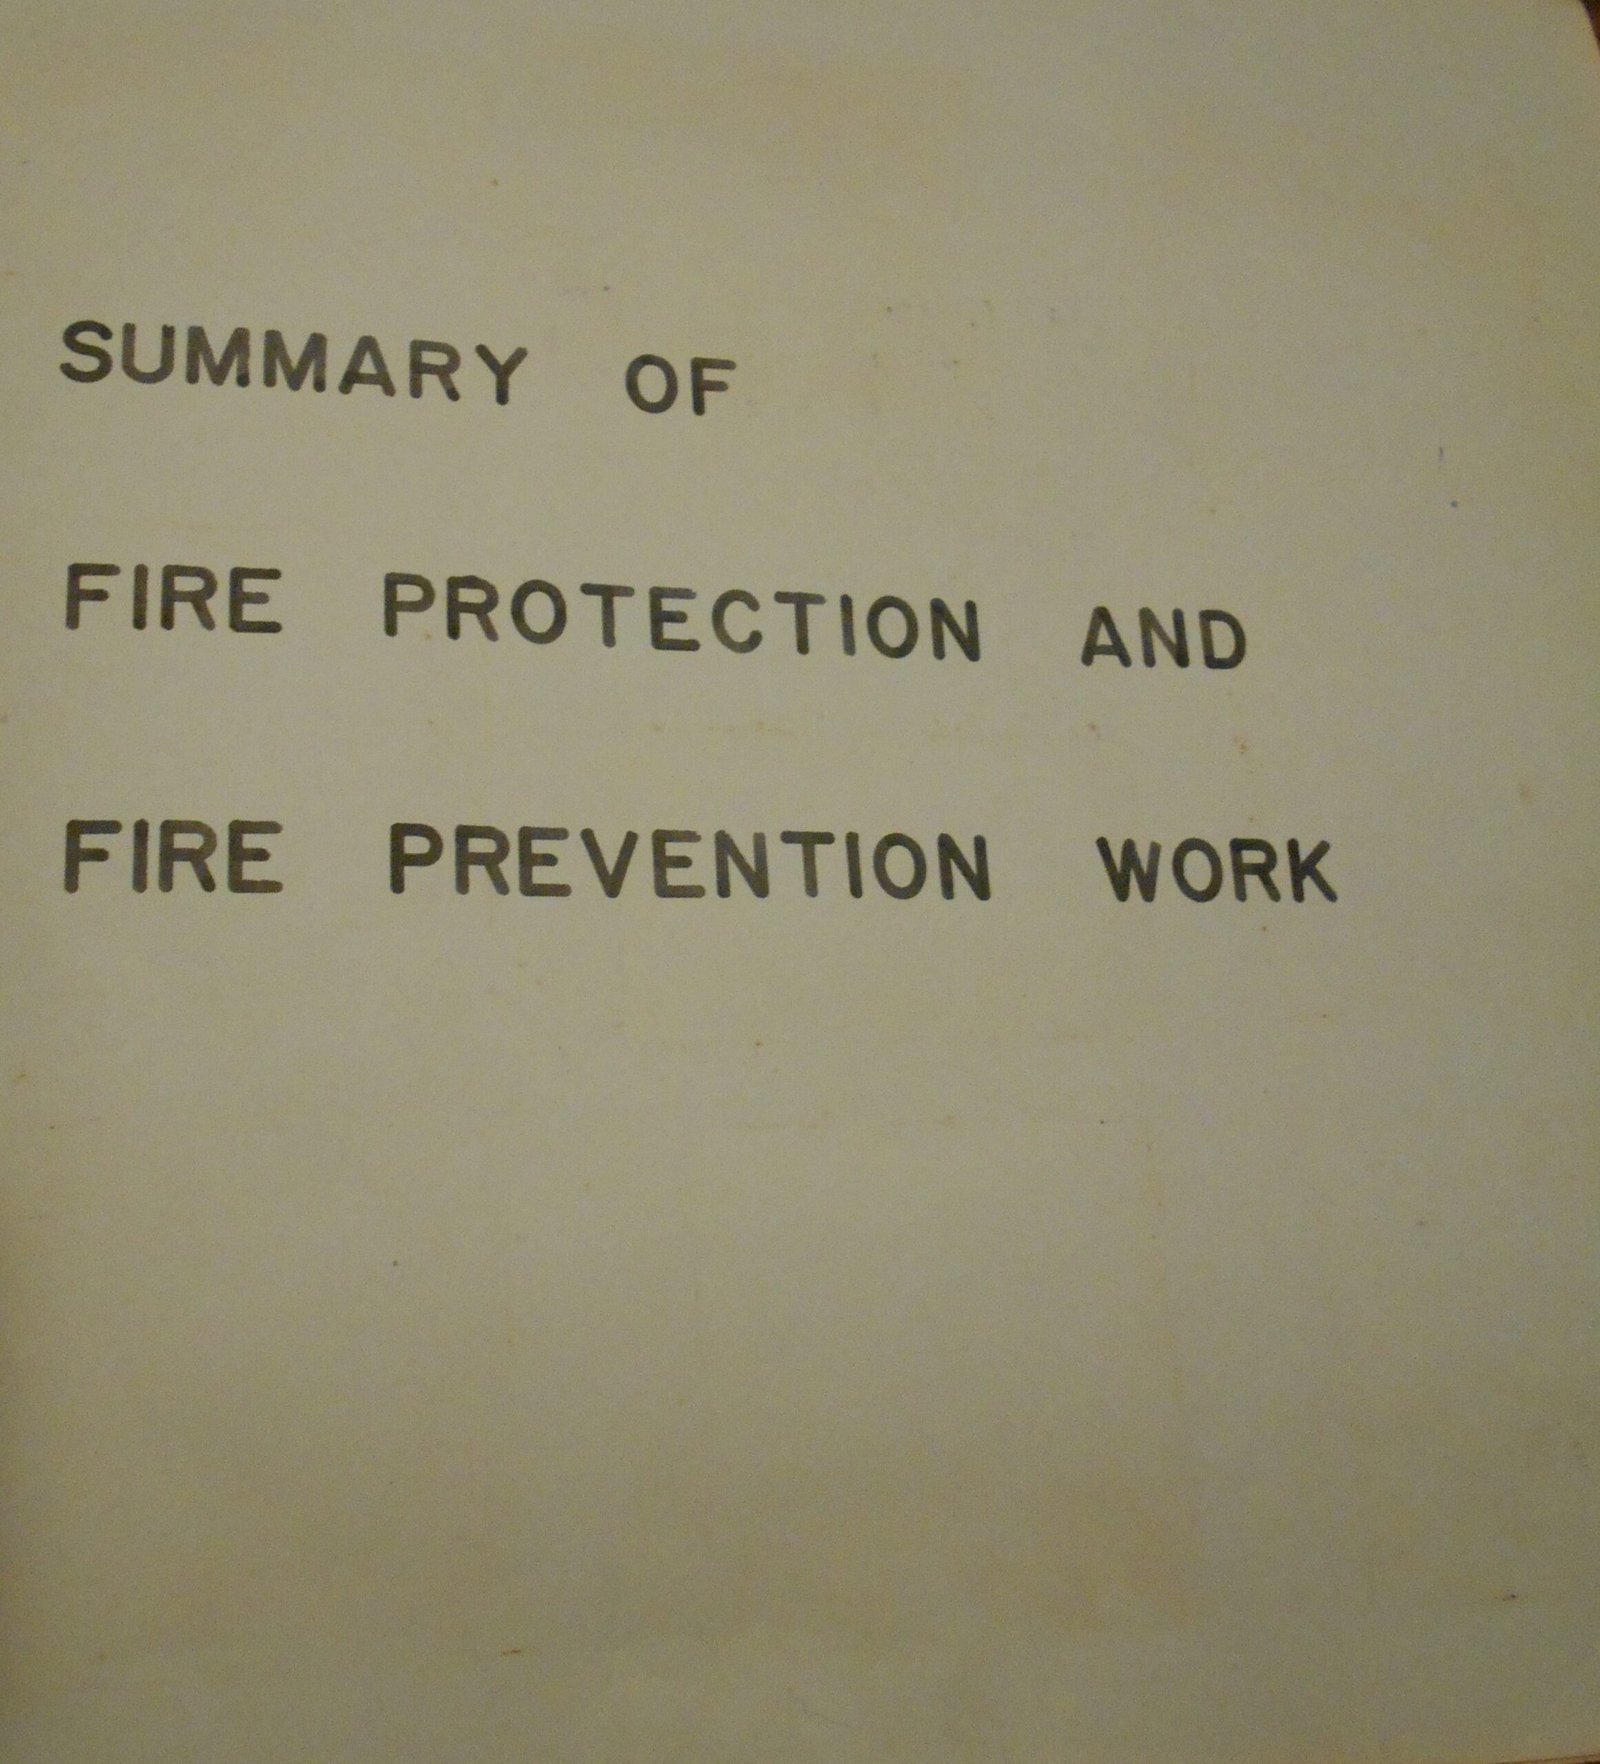 SUMMARY OF
FIRE PROTECTION AND
FIRE PREVENTION WORK